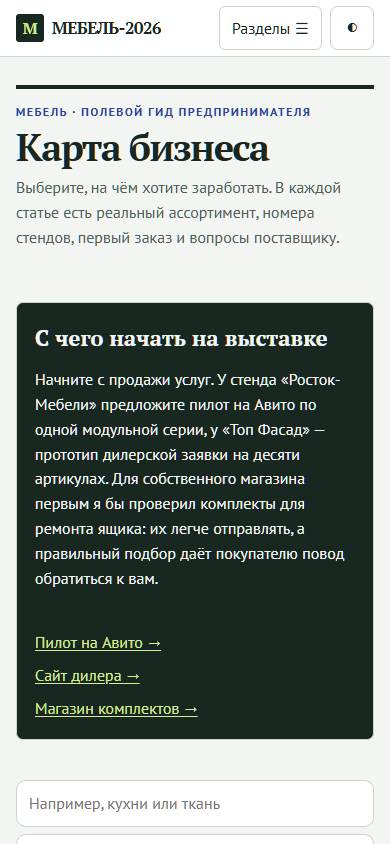 М МЕБЕЛЬ-2026 Разделы ☰ ◐
МЕБЕЛЬ · ПОЛЕВОЙ ГИД ПРЕДПРИНИМАТЕЛЯ
Карта бизнеса
Выберите, на чём хотите заработать. В каждой
статье есть реальный ассортимент, номера
стендов, первый заказ и вопросы поставщику.
С чего начать на выставке
Начните с продажи услуг. У стенда «Росток-
Мебели» предложите пилот на Авито по
одной модульной серии, у «Топ Фасад» —
прототип дилерской заявки на десяти
артикулах. Для собственного магазина
первым я бы проверил комплекты для
ремонта ящика: их легче отправлять, а
правильный подбор даёт покупателю повод
обратиться к вам.
Пилот на Авито →
Сайт дилера →
Магазин комплектов →
Например, кухни или ткань